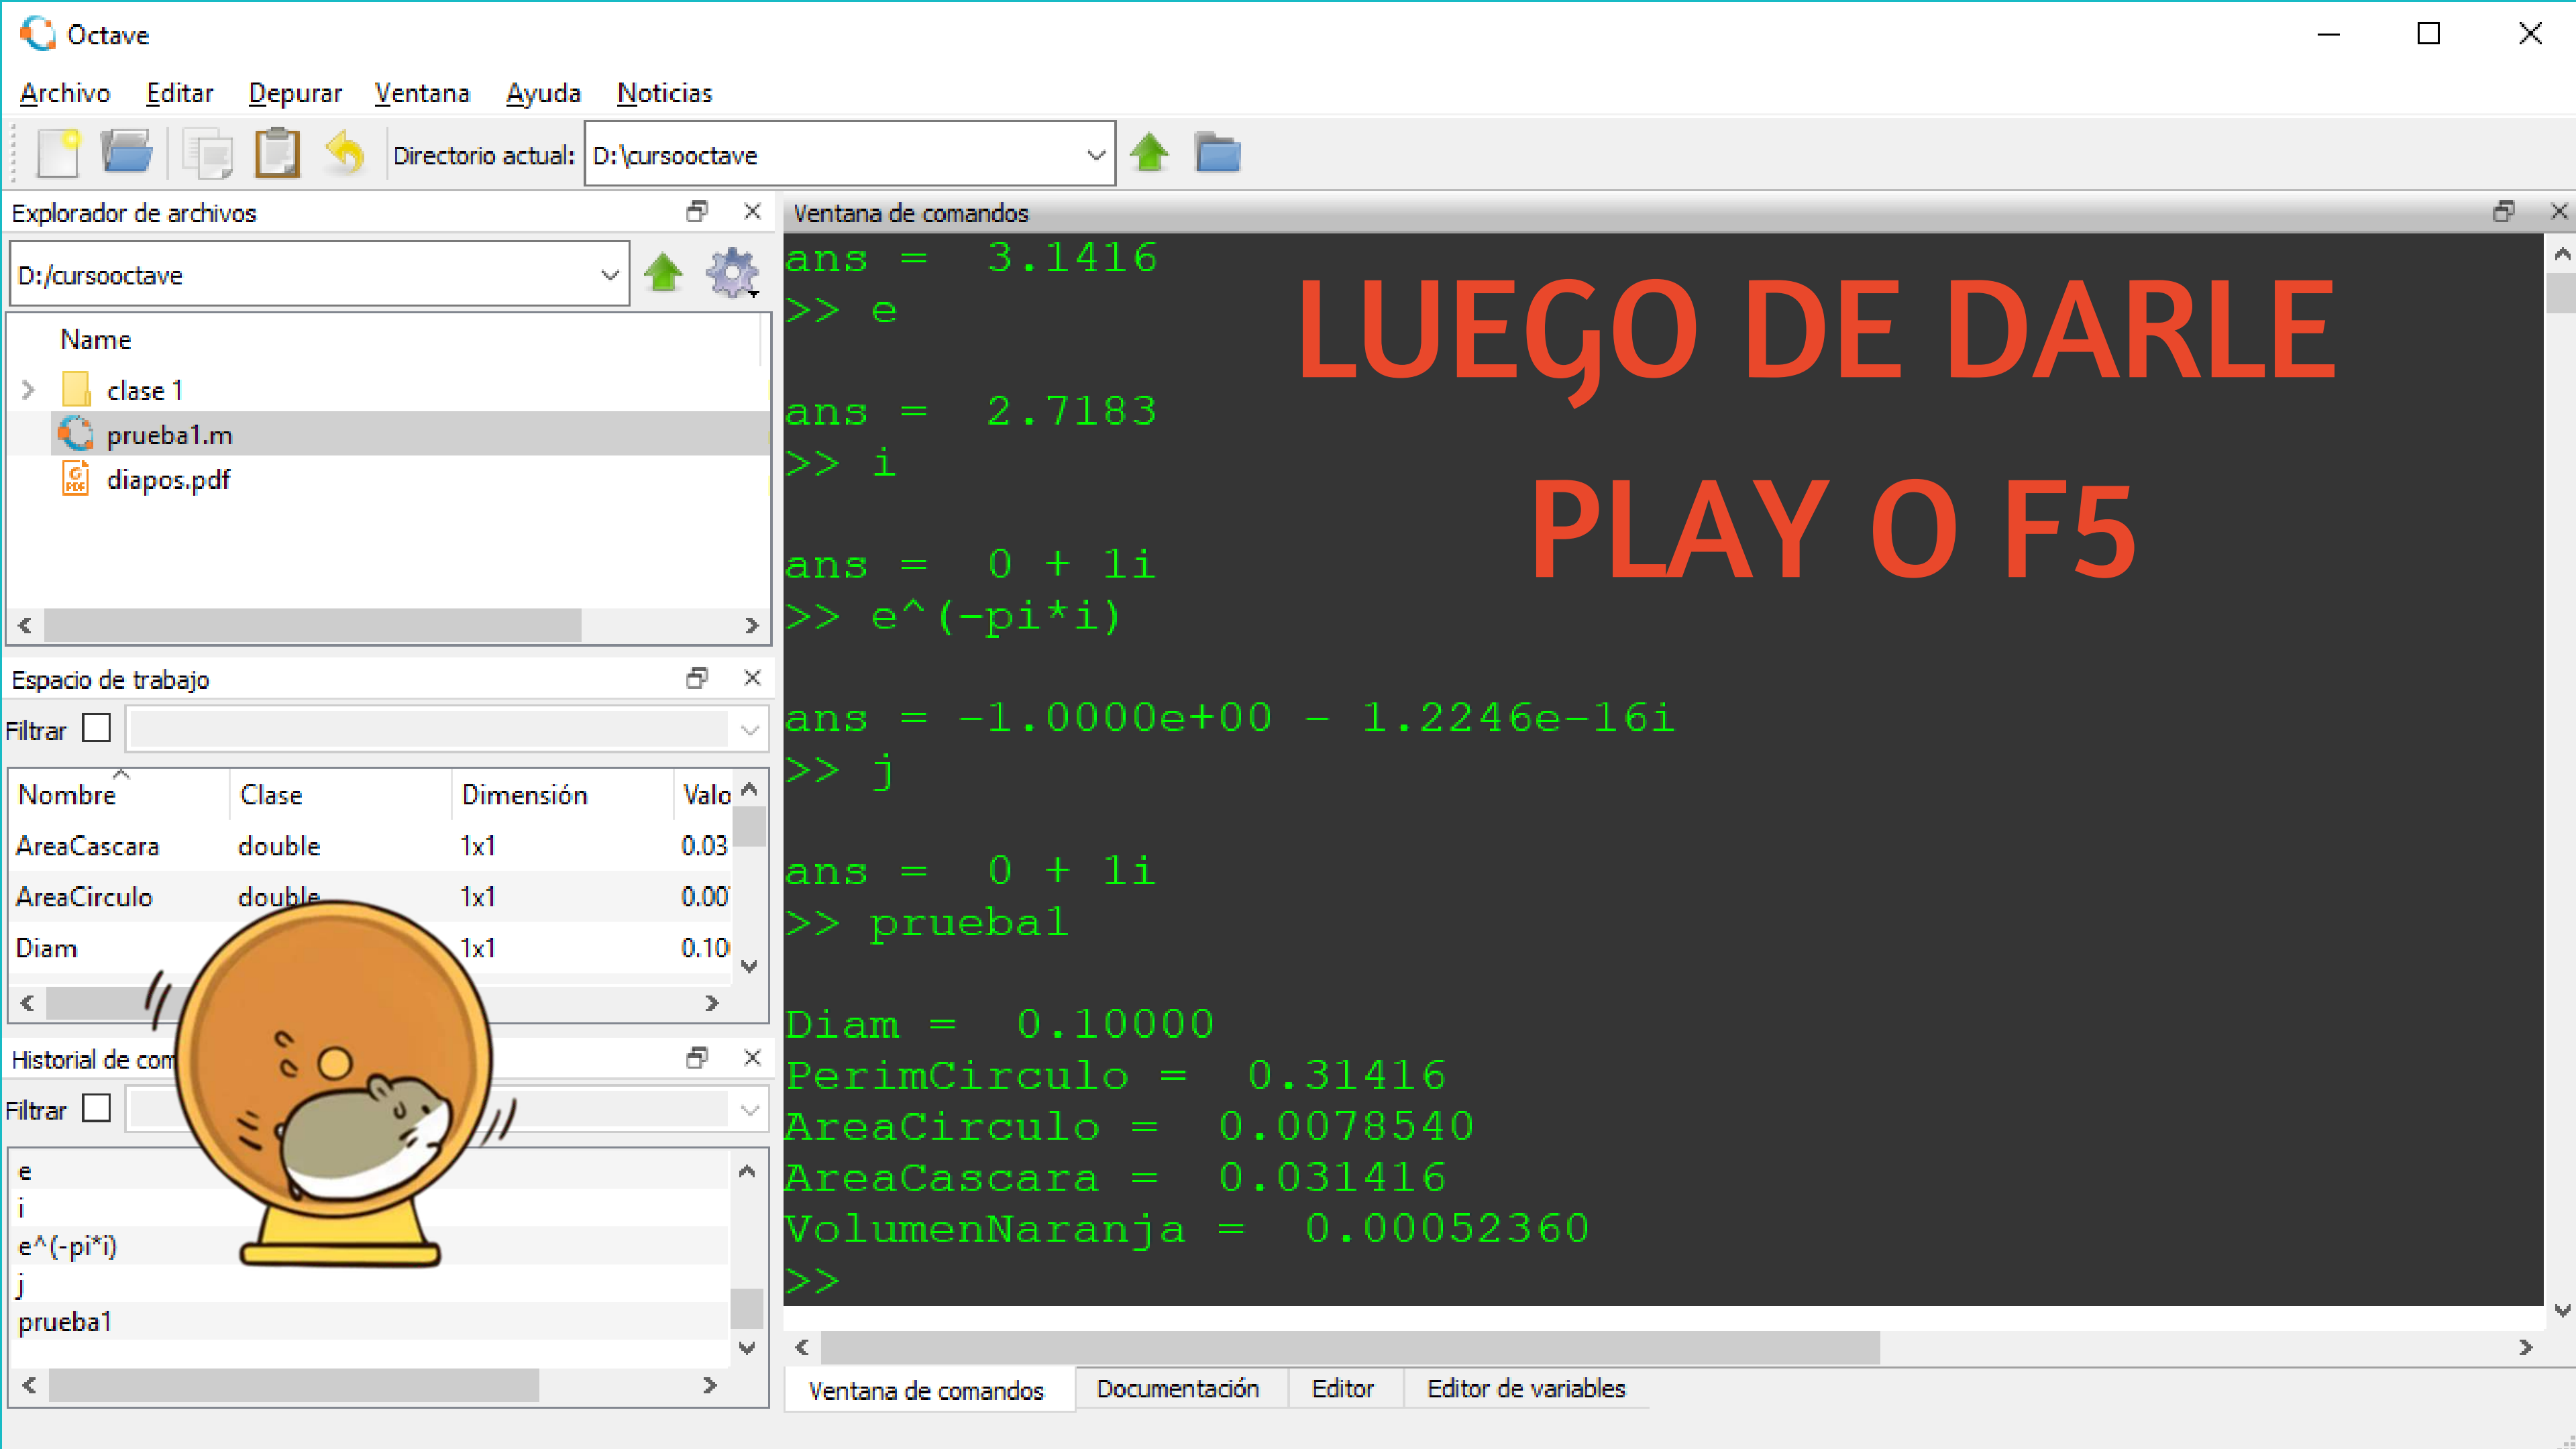 Octave
Archivo Editar Depurar Ventana Ayuda Noticias
Directorio actual: D:\cursooctave
Explorador de archivos
D:/cursooctave
Name
clase 1
prueba1.m
diapos.pdf
Espacio de trabajo
Filtrar
Nombre Clase Dimensión Valo
AreaCascara double 1x1 0.03
AreaCirculo double 1x1 0.00
Diam 1x1 0.10
Historial de com
Filtrar
e
i
e^(-pi*i)
j
prueba1
Ventana de comandos
ans = 3.1416
>> e
ans = 2.7183
>> i
ans = 0 + 1i
>> e^(-pi*i)
ans = -1.0000e+00 - 1.2246e-16i
>> j
ans = 0 + 1i
>> prueba1
Diam = 0.10000
PerimCirculo = 0.31416
AreaCirculo = 0.0078540
AreaCascara = 0.031416
VolumenNaranja = 0.00052360
>>
LUEGO DE DARLE
PLAY O F5
Ventana de comandos Documentación Editor Editor de variables